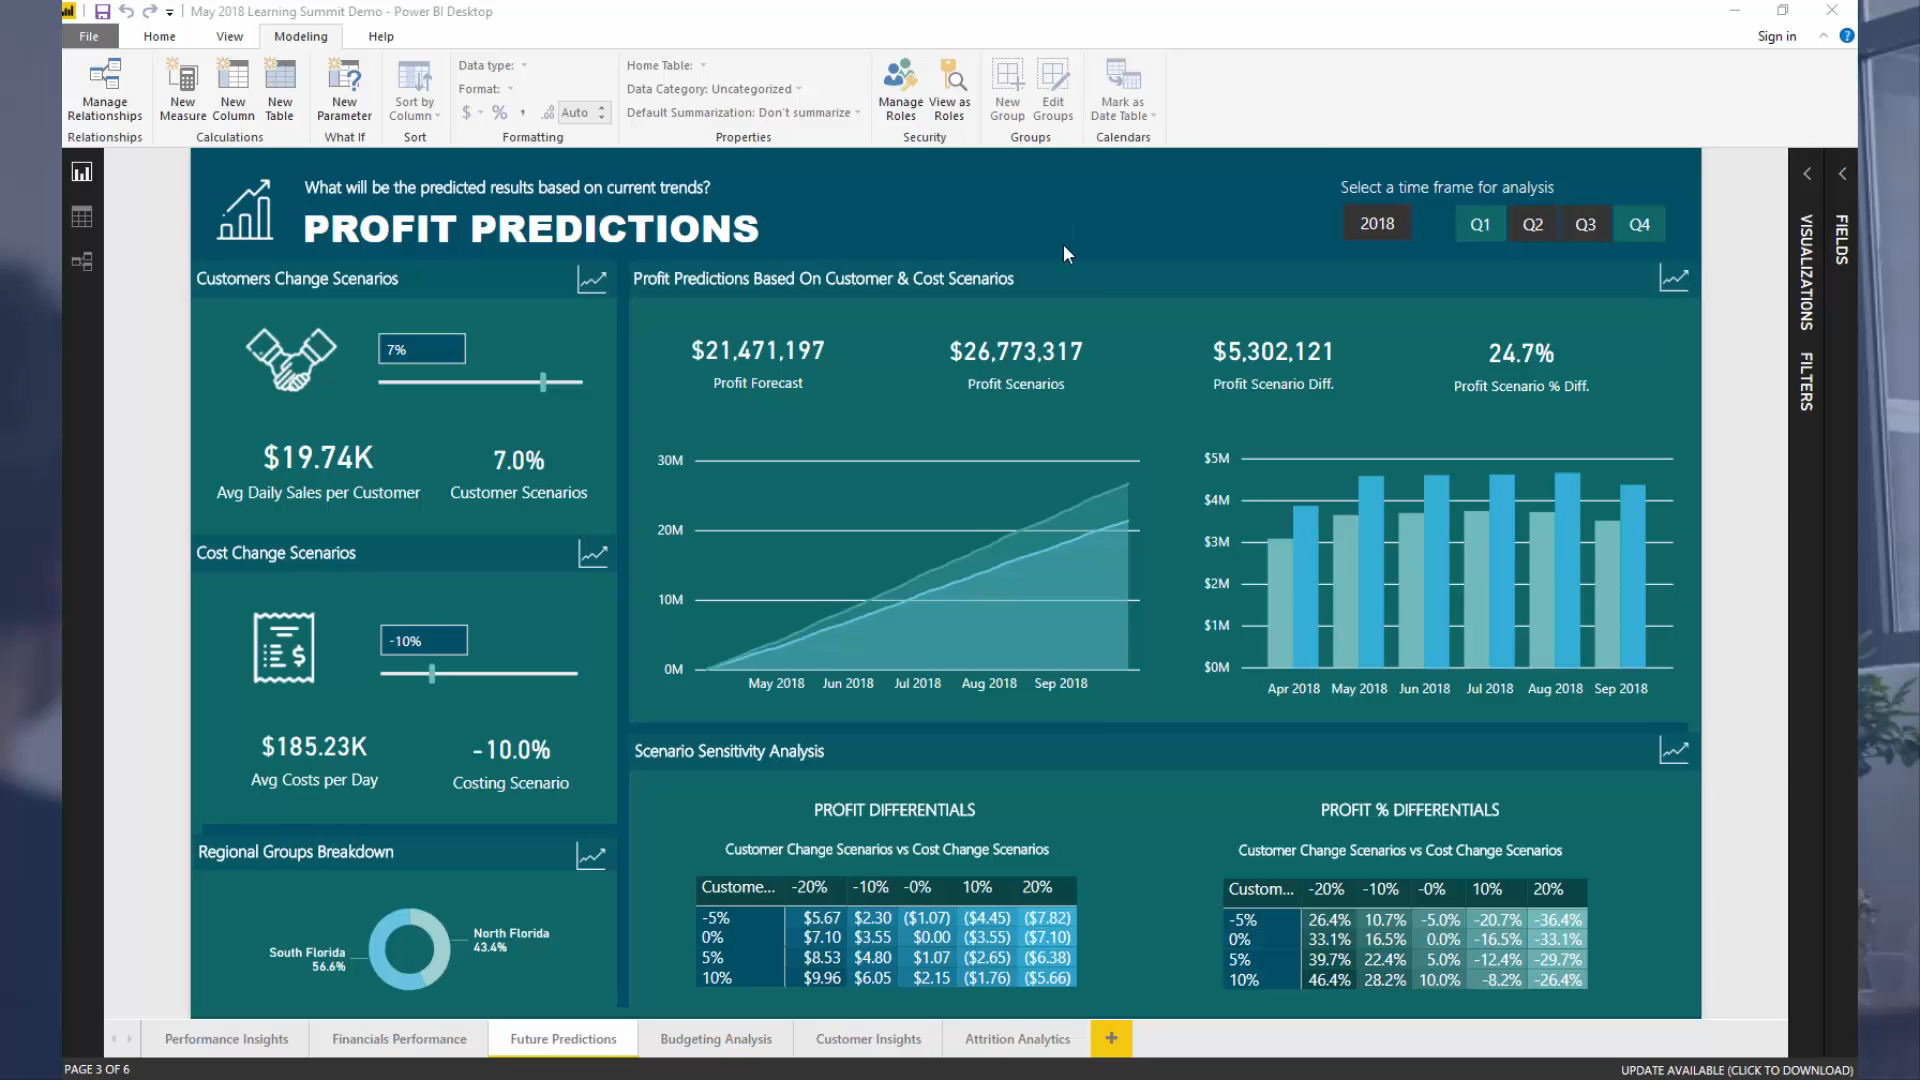 May 2018 Learning Summit Demo - Power BI Desktop
File Home View Modeling Help Sign in
Manage Relationships
New Measure
New Column
New Table
New Parameter
Sort by Column
Data type:
Format:
$ % , Auto
Home Table:
Data Category: Uncategorized
Default Summarization: Don't summarize
Manage Roles
View as Roles
New Group
Edit Groups
Mark as Date Table
Relationships Calculations What If Sort Formatting Properties Security Groups Calendars
What will be the predicted results based on current trends?
PROFIT PREDICTIONS
Select a time frame for analysis
2018 Q1 Q2 Q3 Q4
VISUALIZATIONS
FILTERS
FIELDS
Customers Change Scenarios
7%
$19.74K 7.0%
Avg Daily Sales per Customer Customer Scenarios
Cost Change Scenarios
-10%
$185.23K -10.0%
Avg Costs per Day Costing Scenario
Regional Groups Breakdown
North Florida
43.4%
South Florida
56.6%
Profit Predictions Based On Customer & Cost Scenarios
$21,471,197 $26,773,317 $5,302,121 24.7%
Profit Forecast Profit Scenarios Profit Scenario Diff. Profit Scenario % Diff.
30M
20M
10M
0M
May 2018 Jun 2018 Jul 2018 Aug 2018 Sep 2018
$5M
$4M
$3M
$2M
$1M
$0M
Apr 2018 May 2018 Jun 2018 Jul 2018 Aug 2018 Sep 2018
Scenario Sensitivity Analysis
PROFIT DIFFERENTIALS
Customer Change Scenarios vs Cost Change Scenarios
Custome... -20% -10% -0% 10% 20%
-5% $5.67 $2.30 ($1.07) ($4.45) ($7.82)
0% $7.10 $3.55 $0.00 ($3.55) ($7.10)
5% $8.53 $4.80 $1.07 ($2.65) ($6.38)
10% $9.96 $6.05 $2.15 ($1.76) ($5.66)
PROFIT % DIFFERENTIALS
Customer Change Scenarios vs Cost Change Scenarios
Custom... -20% -10% -0% 10% 20%
-5% 26.4% 10.7% -5.0% -20.7% -36.4%
0% 33.1% 16.5% 0.0% -16.5% -33.1%
5% 39.7% 22.4% 5.0% -12.4% -29.7%
10% 46.4% 28.2% 10.0% -8.2% -26.4%
Performance Insights Financials Performance Future Predictions Budgeting Analysis Customer Insights Attrition Analytics +
PAGE 3 OF 6 UPDATE AVAILABLE (CLICK TO DOWNLOAD)